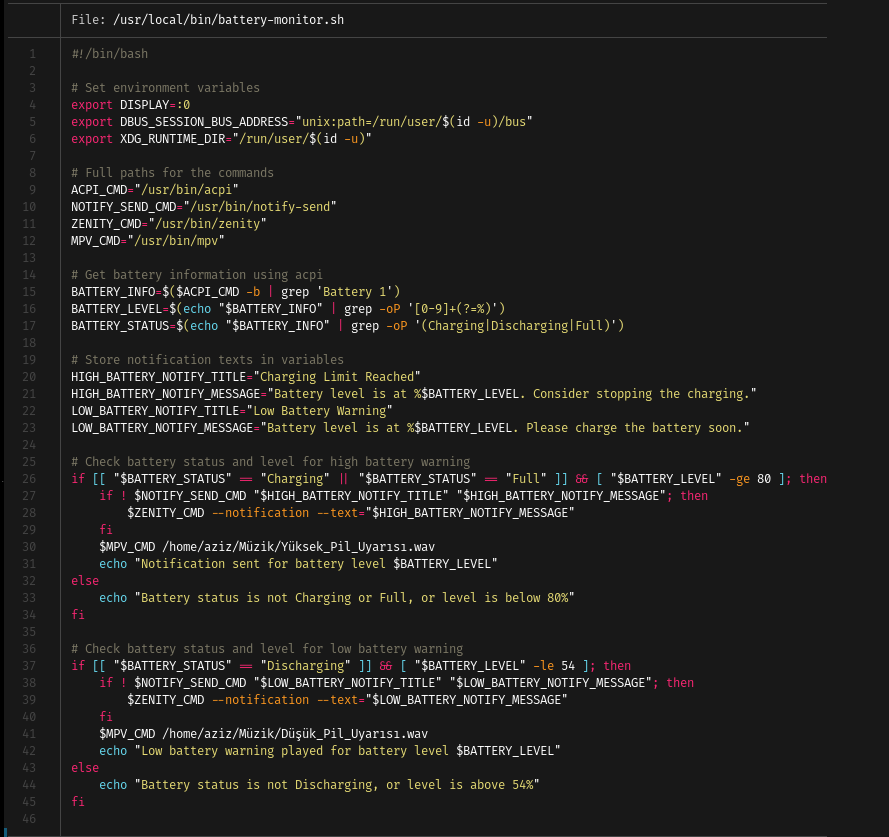 File: /usr/local/bin/battery-monitor.sh
1 #!/bin/bash
2
3 # Set environment variables
4 export DISPLAY=:0
5 export DBUS_SESSION_BUS_ADDRESS="unix:path=/run/user/$(id -u)/bus"
6 export XDG_RUNTIME_DIR="/run/user/$(id -u)"
7
8 # Full paths for the commands
9 ACPI_CMD="/usr/bin/acpi"
10 NOTIFY_SEND_CMD="/usr/bin/notify-send"
11 ZENITY_CMD="/usr/bin/zenity"
12 MPV_CMD="/usr/bin/mpv"
13
14 # Get battery information using acpi
15 BATTERY_INFO=$($ACPI_CMD -b | grep 'Battery 1')
16 BATTERY_LEVEL=$(echo "$BATTERY_INFO" | grep -oP '[0-9]+(?=%)')
17 BATTERY_STATUS=$(echo "$BATTERY_INFO" | grep -oP '(Charging|Discharging|Full)')
18
19 # Store notification texts in variables
20 HIGH_BATTERY_NOTIFY_TITLE="Charging Limit Reached"
21 HIGH_BATTERY_NOTIFY_MESSAGE="Battery level is at %$BATTERY_LEVEL. Consider stopping the charging."
22 LOW_BATTERY_NOTIFY_TITLE="Low Battery Warning"
23 LOW_BATTERY_NOTIFY_MESSAGE="Battery level is at %$BATTERY_LEVEL. Please charge the battery soon."
24
25 # Check battery status and level for high battery warning
26 if [[ "$BATTERY_STATUS" == "Charging" || "$BATTERY_STATUS" == "Full" ]] && [ "$BATTERY_LEVEL" -ge 80 ]; then
27     if ! $NOTIFY_SEND_CMD "$HIGH_BATTERY_NOTIFY_TITLE" "$HIGH_BATTERY_NOTIFY_MESSAGE"; then
28         $ZENITY_CMD --notification --text="$HIGH_BATTERY_NOTIFY_MESSAGE"
29     fi
30     $MPV_CMD /home/aziz/Müzik/Yüksek_Pil_Uyarısı.wav
31     echo "Notification sent for battery level $BATTERY_LEVEL"
32 else
33     echo "Battery status is not Charging or Full, or level is below 80%"
34 fi
35
36 # Check battery status and level for low battery warning
37 if [[ "$BATTERY_STATUS" == "Discharging" ]] && [ "$BATTERY_LEVEL" -le 54 ]; then
38     if ! $NOTIFY_SEND_CMD "$LOW_BATTERY_NOTIFY_TITLE" "$LOW_BATTERY_NOTIFY_MESSAGE"; then
39         $ZENITY_CMD --notification --text="$LOW_BATTERY_NOTIFY_MESSAGE"
40     fi
41     $MPV_CMD /home/aziz/Müzik/Düşük_Pil_Uyarısı.wav
42     echo "Low battery warning played for battery level $BATTERY_LEVEL"
43 else
44     echo "Battery status is not Discharging, or level is above 54%"
45 fi
46